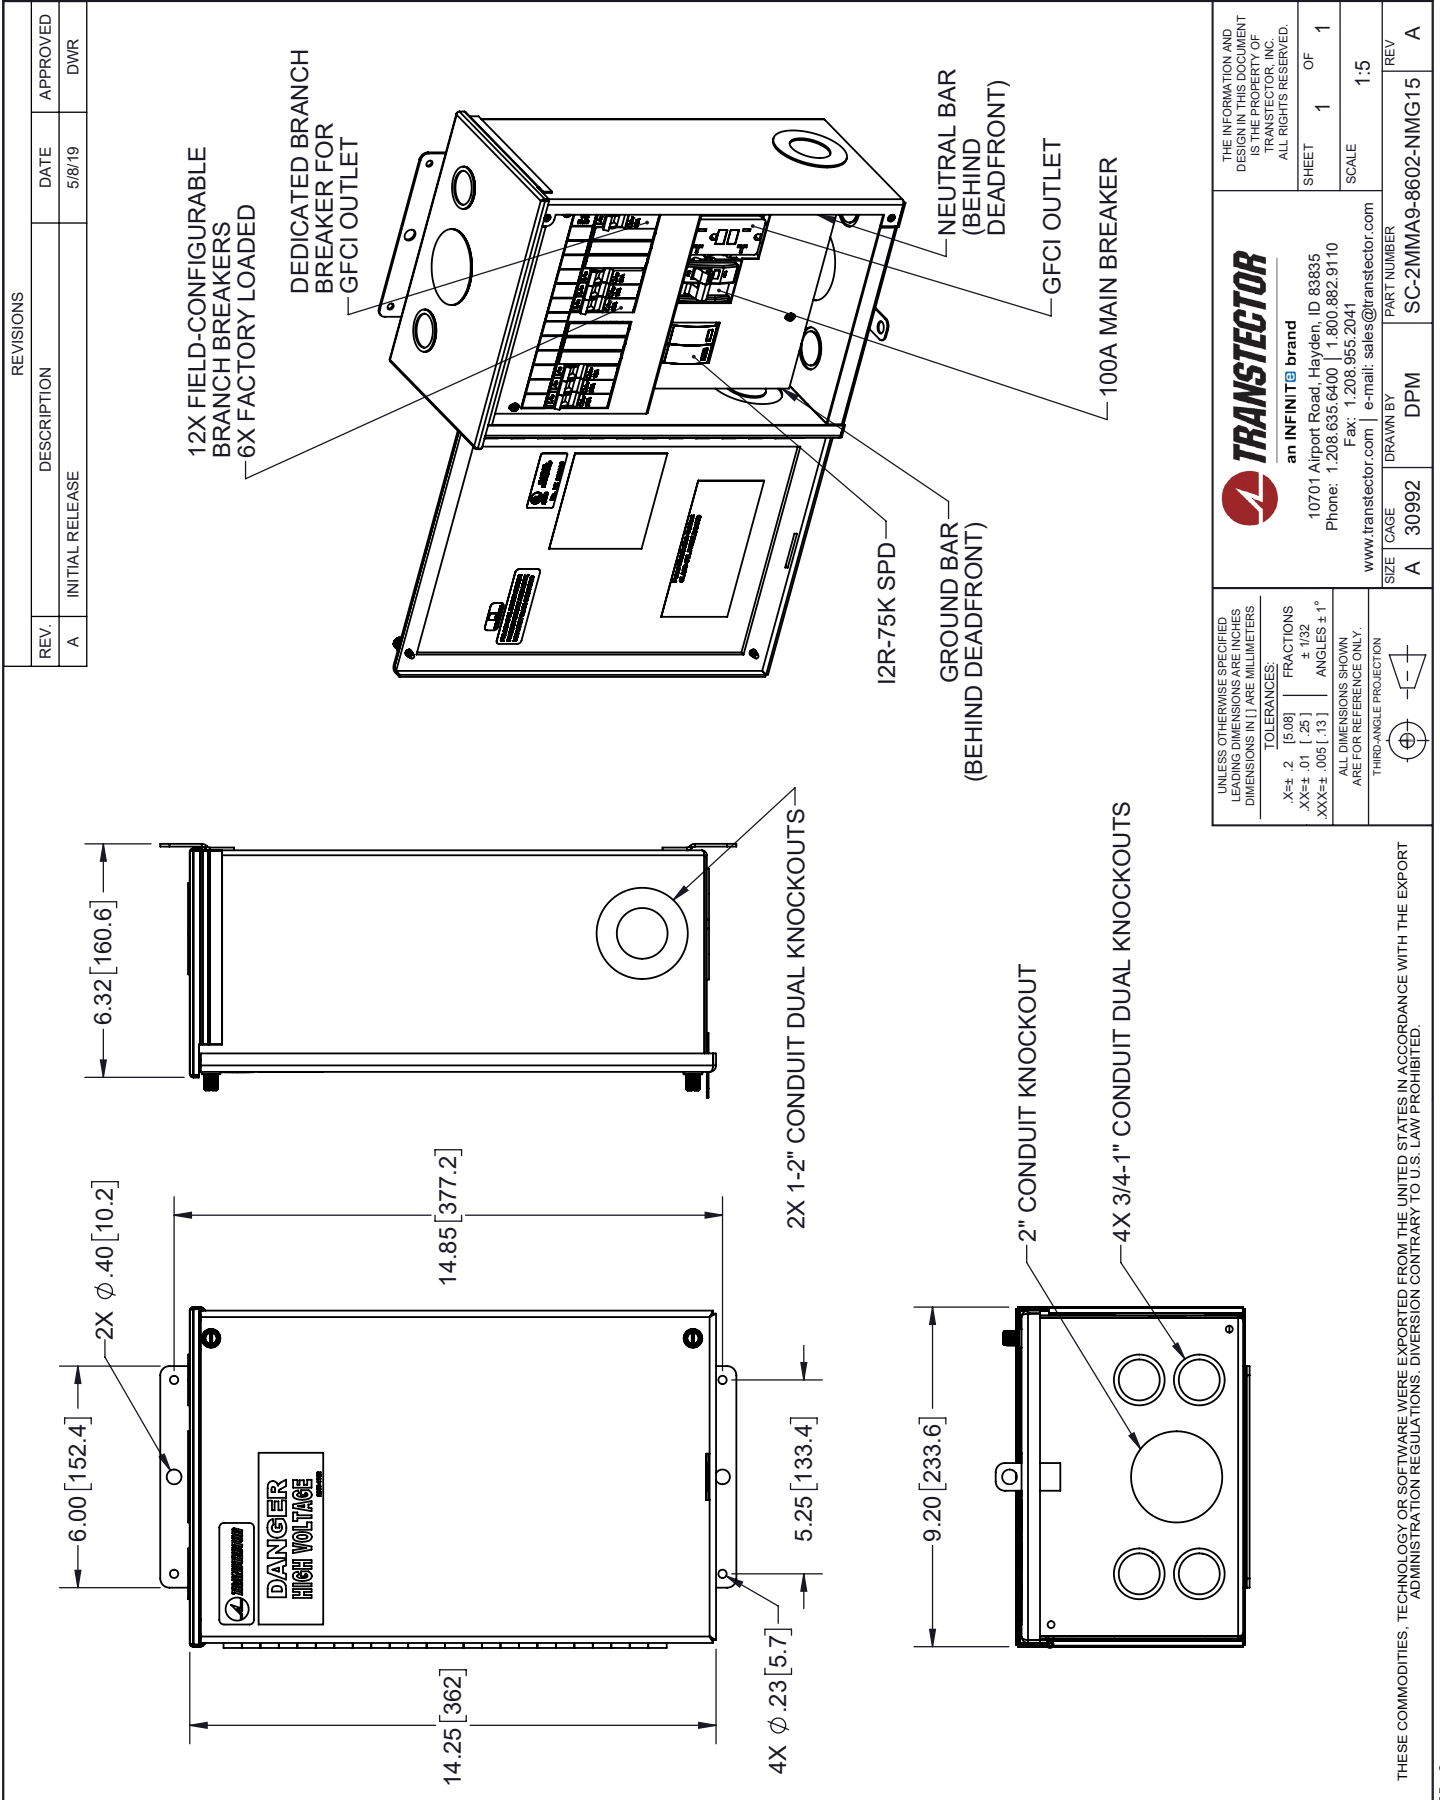 REVISIONS
REV. DESCRIPTION DATE APPROVED
A INITIAL RELEASE 5/8/19 DWR
6.00 [152.4]
2X ⌀.40 [10.2]
14.85 [377.2]
14.25 [362]
5.25 [133.4]
4X ⌀.23 [5.7]
TRANSTECTOR
DANGER
HIGH VOLTAGE
6.32 [160.6]
2X 1-2" CONDUIT DUAL KNOCKOUTS
12X FIELD-CONFIGURABLE
BRANCH BREAKERS
6X FACTORY LOADED
DEDICATED BRANCH
BREAKER FOR
GFCI OUTLET
I2R-75K SPD
GROUND BAR
(BEHIND DEADFRONT)
NEUTRAL BAR
(BEHIND
DEADFRONT)
GFCI OUTLET
100A MAIN BREAKER
9.20 [233.6]
2" CONDUIT KNOCKOUT
4X 3/4-1" CONDUIT DUAL KNOCKOUTS
THESE COMMODITIES, TECHNOLOGY OR SOFTWARE WERE EXPORTED FROM THE UNITED STATES IN ACCORDANCE WITH THE EXPORT
ADMINISTRATION REGULATIONS. DIVERSION CONTRARY TO U.S. LAW PROHIBITED.
UNLESS OTHERWISE SPECIFIED
LEADING DIMENSIONS ARE INCHES
DIMENSIONS IN [ ] ARE MILLIMETERS
TOLERANCES:
.X=± .2 [5.08] FRACTIONS
.XX=± .01 [ .25 ] ± 1/32
.XXX=± .005 [ .13 ] ANGLES ± 1°
ALL DIMENSIONS SHOWN
ARE FOR REFERENCE ONLY.
THIRD-ANGLE PROJECTION
TRANSTECTOR
an INFINITe brand
10701 Airport Road, Hayden, ID 83835
Phone: 1.208.635.6400 | 1.800.882.9110
Fax: 1.208.955.2041
www.transtector.com | e-mail: sales@transtector.com
THE INFORMATION AND
DESIGN IN THIS DOCUMENT
IS THE PROPERTY OF
TRANSTECTOR, INC.
ALL RIGHTS RESERVED.
SHEET 1 OF 1
SCALE 1:5
SIZE CAGE DRAWN BY PART NUMBER REV
A 30992 DPM SC-2MMA9-8602-NMG15 A